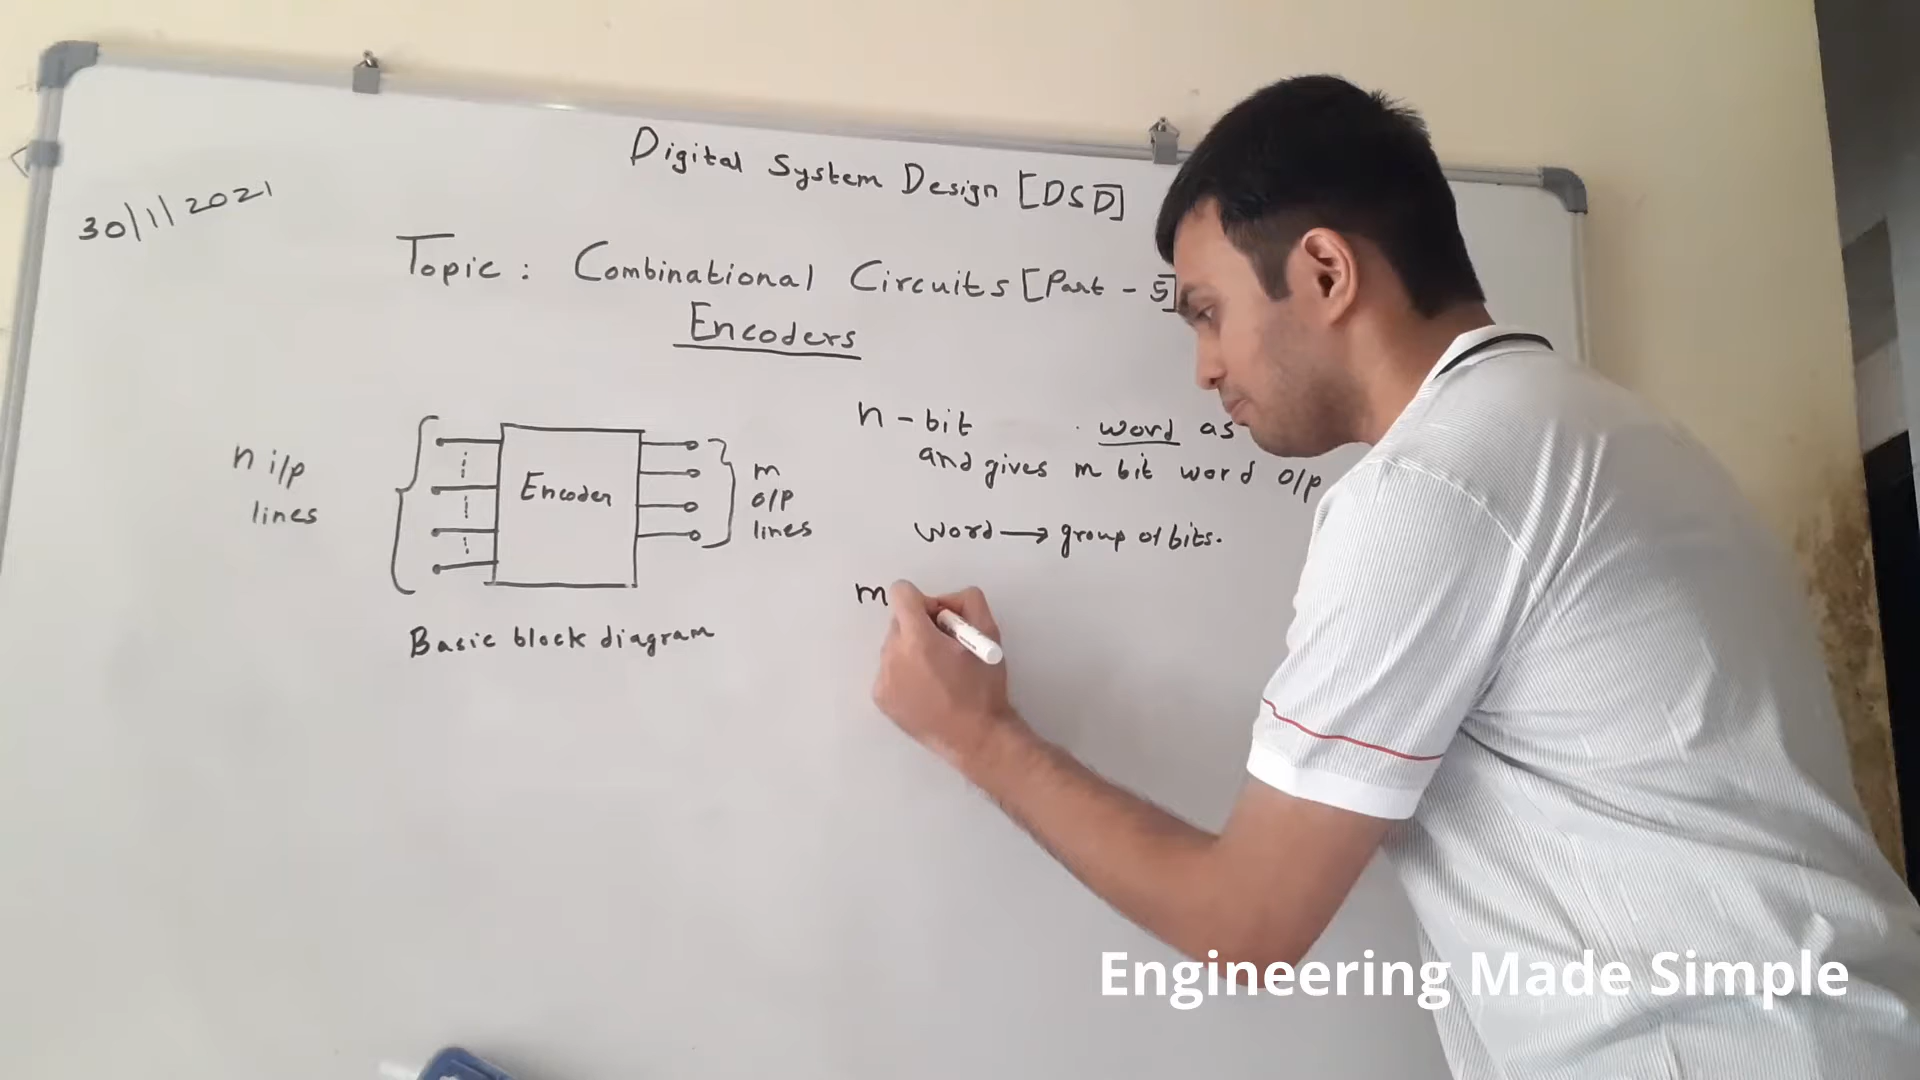 Digital System Design [DSD]
30/1/2021
Topic : Combinational Circuits [Part - 5]
Encoders
n i/p
lines
Encoder
m
o/p
lines
Basic block diagram
n - bit word as
and gives m bit word o/p
word → group of bits.
m
Engineering Made Simple